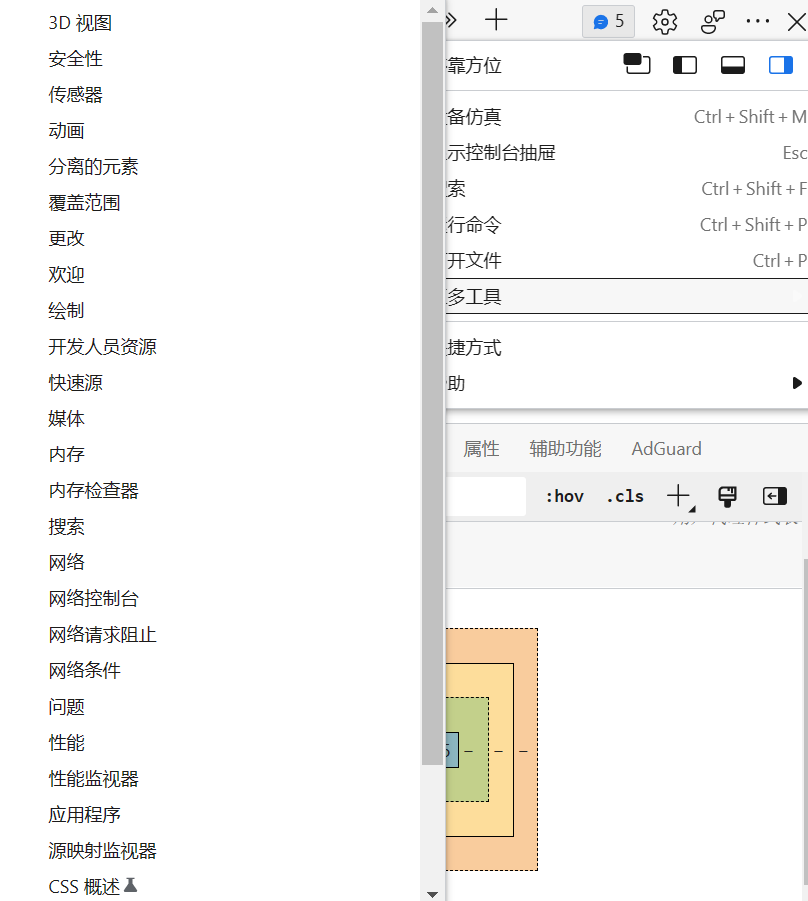 3D 视图
安全性
传感器
动画
分离的元素
覆盖范围
更改
欢迎
绘制
开发人员资源
快速源
媒体
内存
内存检查器
搜索
网络
网络控制台
网络请求阻止
网络条件
问题
性能
性能监视器
应用程序
源映射监视器
CSS 概述
5
靠方位
备仿真 Ctrl + Shift + M
示控制台抽屉 Esc
索 Ctrl + Shift + F
行命令 Ctrl + Shift + P
开文件 Ctrl + P
多工具
捷方式
助
属性 辅助功能 AdGuard
:hov .cls
– – –